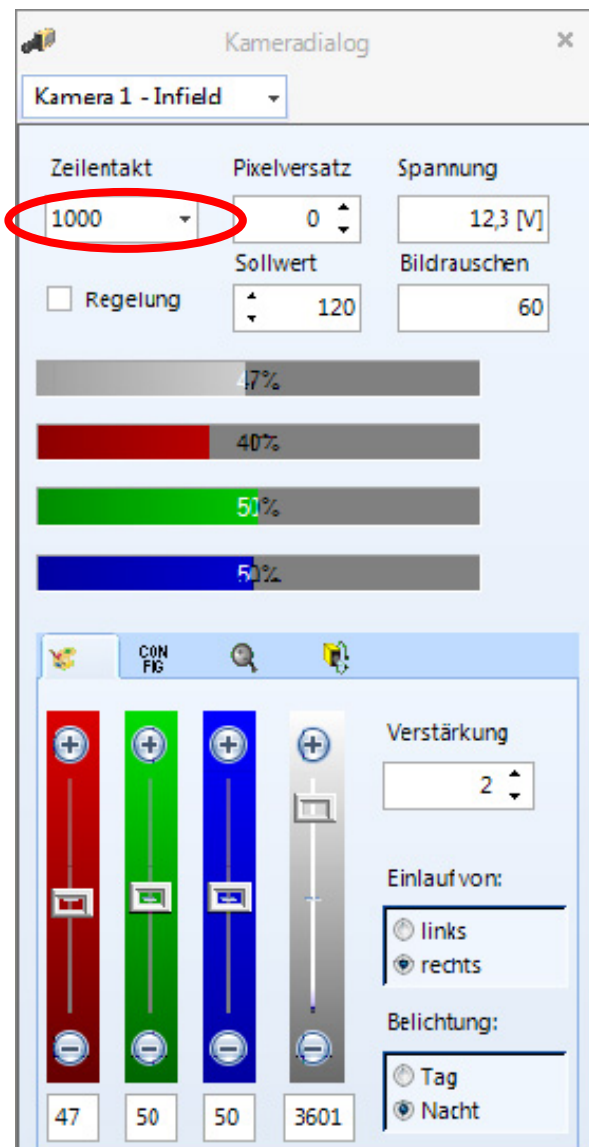 Kameradialog
Kamera 1 - Infield
Zeilentakt Pixelversatz Spannung
1000 0 12,3 [V]
Sollwert Bildrauschen
Regelung 120 60
47%
40%
50%
50%
CON
FIG
Verstärkung
2
Einlauf von:
links
rechts
Belichtung:
Tag
Nacht
47 50 50 3601